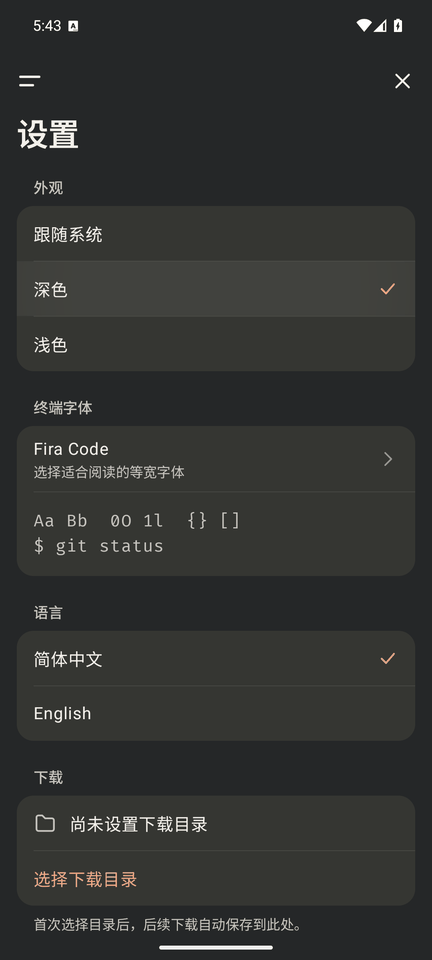 5:43
设置
外观
跟随系统
深色
浅色
终端字体
Fira Code
选择适合阅读的等宽字体
Aa Bb  0O 1l  {} []
$ git status
语言
简体中文
English
下载
尚未设置下载目录
选择下载目录
首次选择目录后，后续下载自动保存到此处。